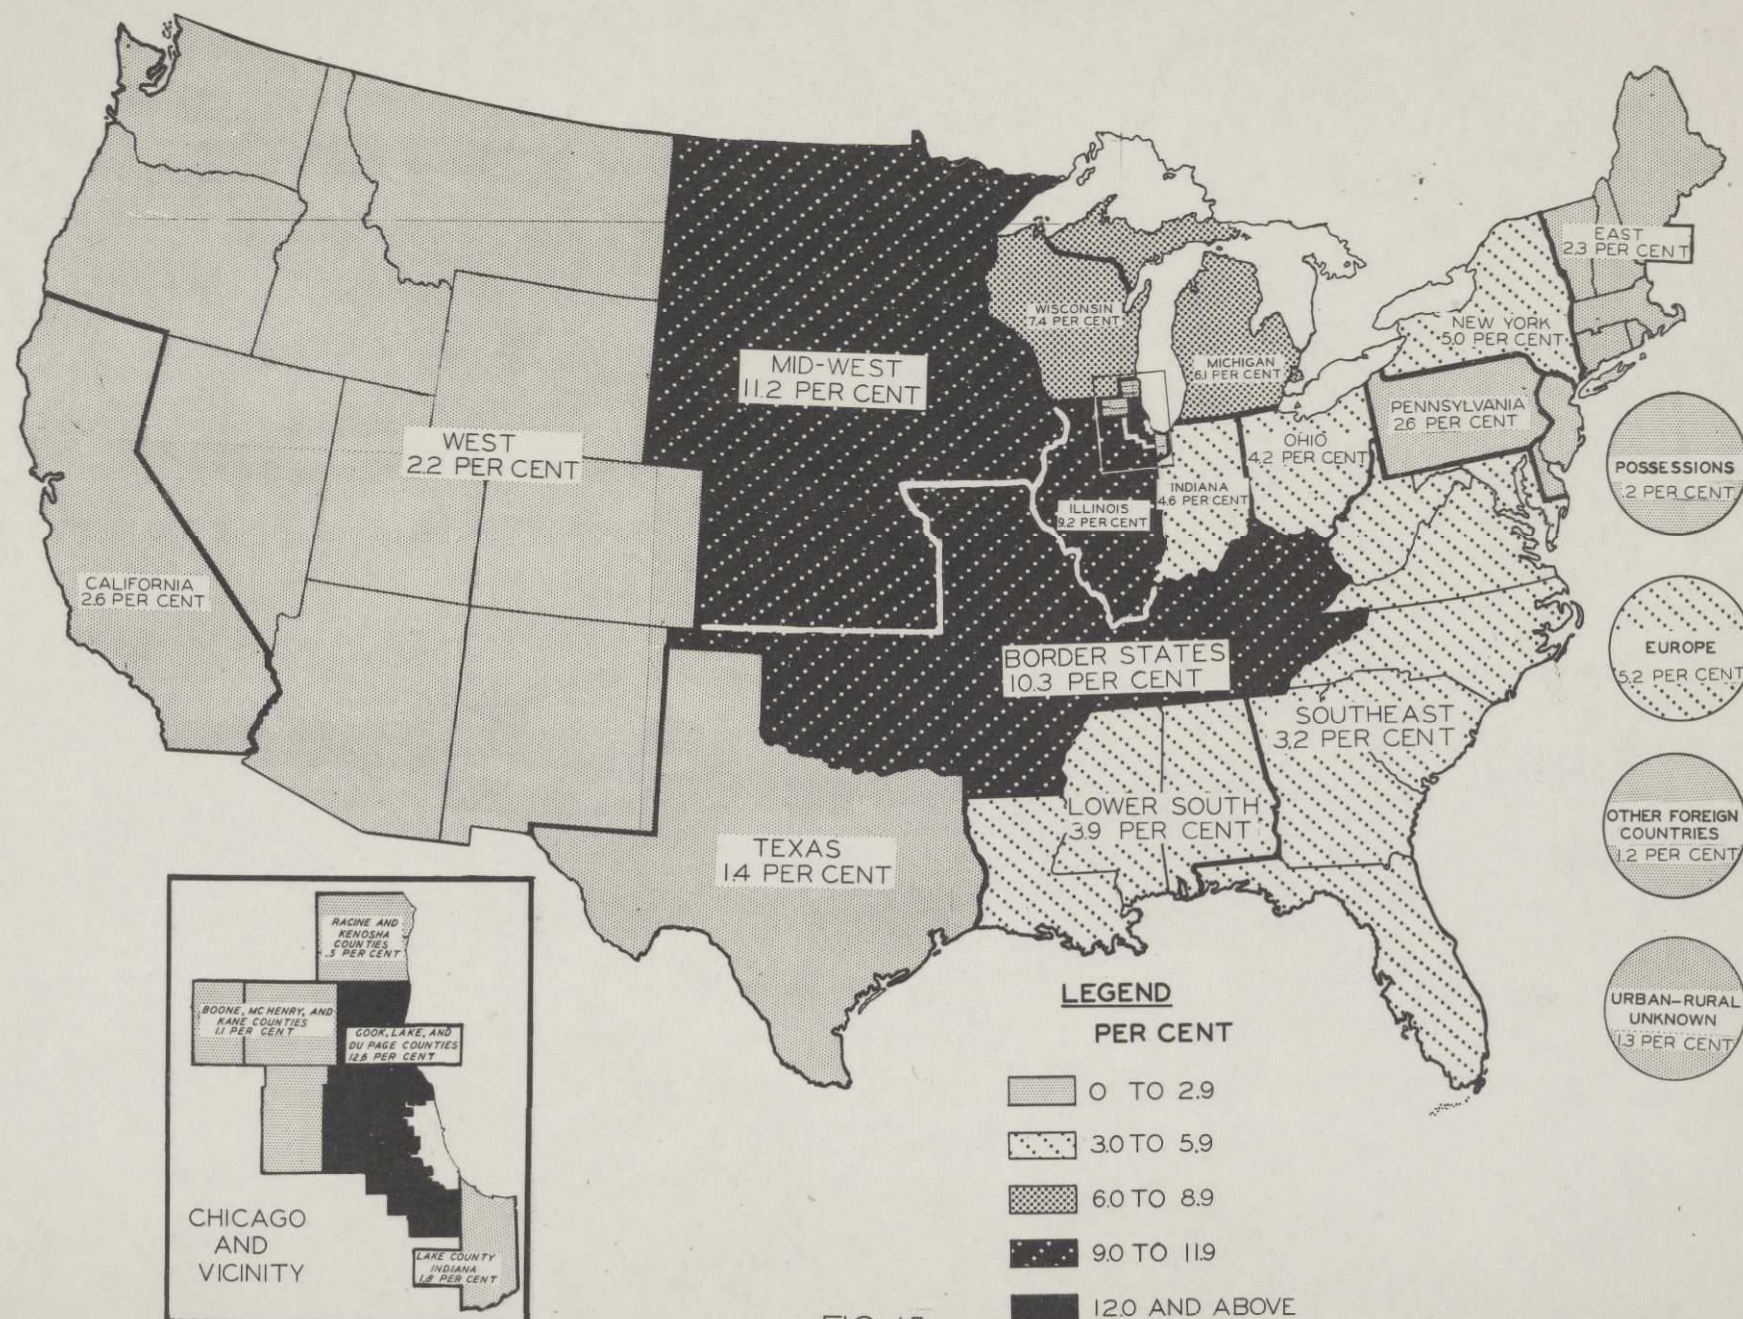 EAST
2.3 PER CENT
WISCONSIN
7.4 PER CENT
NEW YORK
5.0 PER CENT
MID-WEST
11.2 PER CENT
MICHIGAN
6.1 PER CENT
PENNSYLVANIA
2.6 PER CENT
WEST
2.2 PER CENT
OHIO
4.2 PER CENT
INDIANA
4.6 PER CENT
ILLINOIS
9.2 PER CENT
POSSESSIONS
.2 PER CENT
CALIFORNIA
2.6 PER CENT
EUROPE
5.2 PER CENT
BORDER STATES
10.3 PER CENT
SOUTHEAST
3.2 PER CENT
LOWER SOUTH
3.9 PER CENT
OTHER FOREIGN
COUNTRIES
1.2 PER CENT
TEXAS
1.4 PER CENT
URBAN-RURAL
UNKNOWN
1.3 PER CENT
RACINE AND
KENOSHA
COUNTIES
.5 PER CENT
BOONE, MC HENRY, AND
KANE COUNTIES
1.1 PER CENT
COOK, LAKE, AND
DU PAGE COUNTIES
12.6 PER CENT
LAKE COUNTY
INDIANA
1.8 PER CENT
CHICAGO
AND
VICINITY
LEGEND
PER CENT
0 TO 2.9
3.0 TO 5.9
6.0 TO 8.9
9.0 TO 11.9
12.0 AND ABOVE